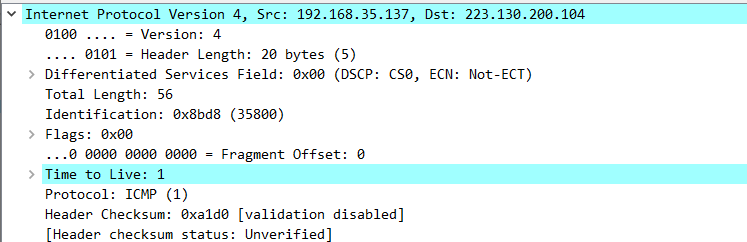 Internet Protocol Version 4, Src: 192.168.35.137, Dst: 223.130.200.104
0100 .... = Version: 4
.... 0101 = Header Length: 20 bytes (5)
Differentiated Services Field: 0x00 (DSCP: CS0, ECN: Not-ECT)
Total Length: 56
Identification: 0x8bd8 (35800)
Flags: 0x00
...0 0000 0000 0000 = Fragment Offset: 0
Time to Live: 1
Protocol: ICMP (1)
Header Checksum: 0xa1d0 [validation disabled]
[Header checksum status: Unverified]